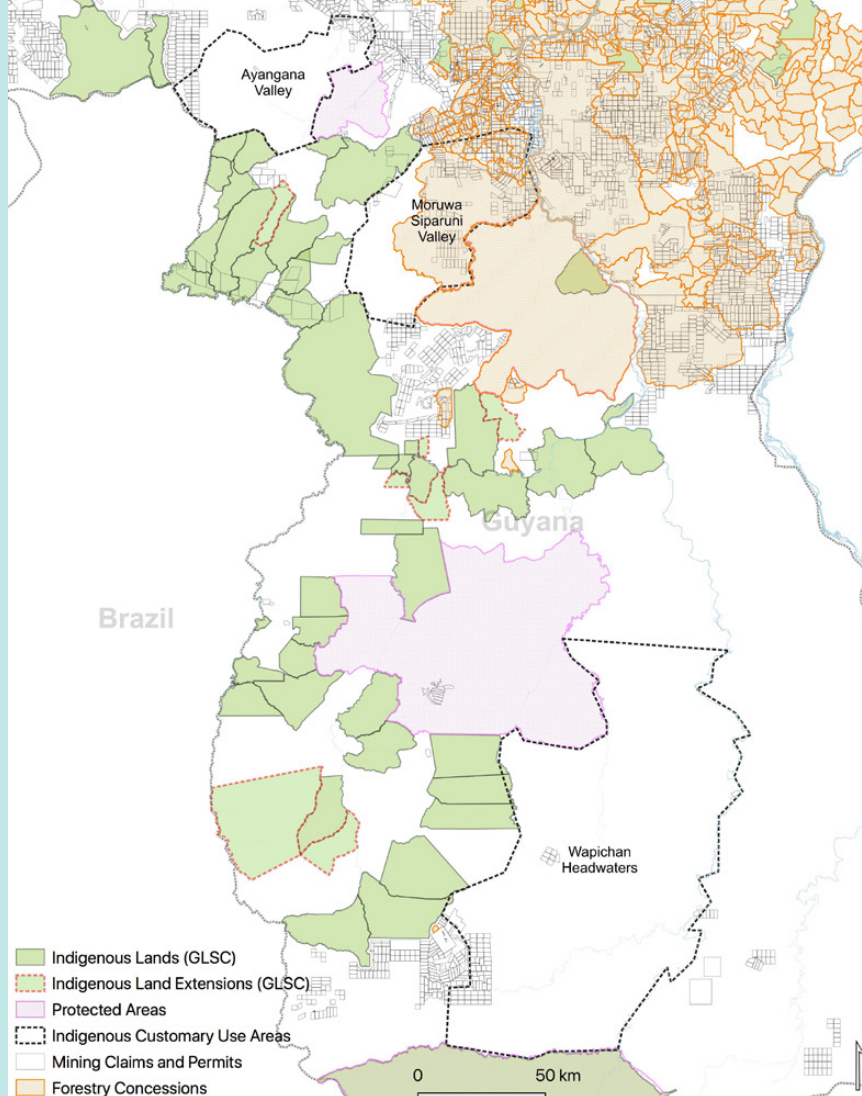 Ayangana
Valley
Moruwa
Siparuni
Valley
Guyana
Brazil
Wapichan
Headwaters
Indigenous Lands (GLSC)
Indigenous Land Extensions (GLSC)
Protected Areas
Indigenous Customary Use Areas
Mining Claims and Permits
Forestry Concessions
0 50 km